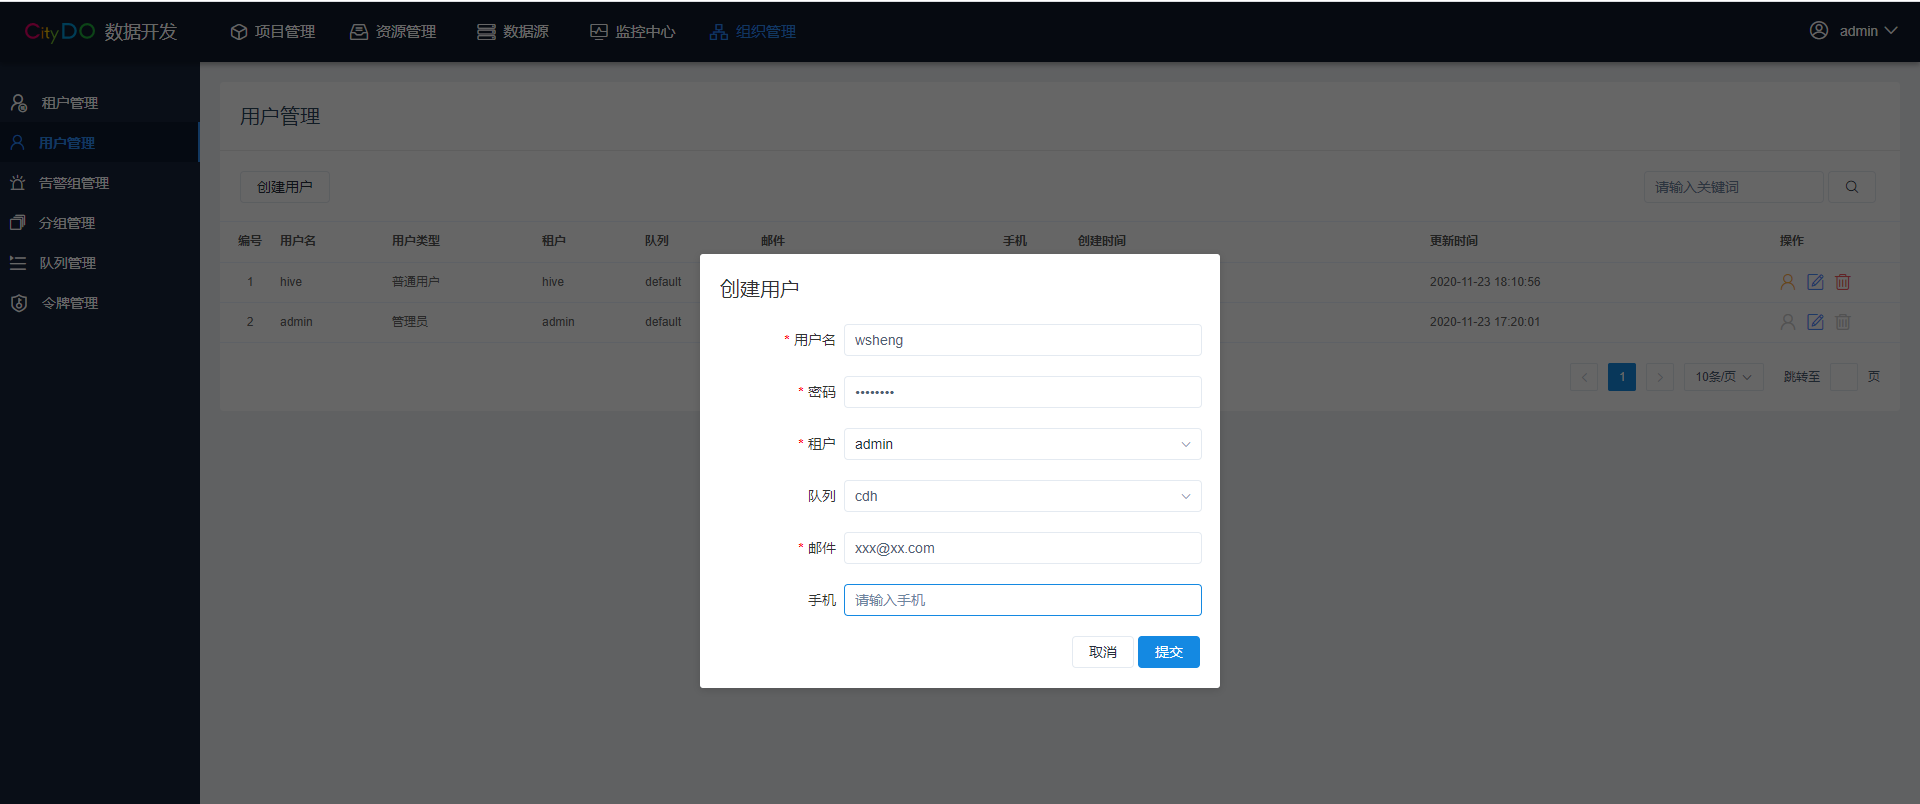 CityDO 数据开发 项目管理 资源管理 数据源 监控中心 组织管理 admin
租户管理
用户管理
告警组管理
分组管理
队列管理
令牌管理
用户管理
创建用户 请输入关键词
编号 用户名 用户类型 租户 队列 邮件 手机 创建时间 更新时间 操作
1 hive 普通用户 hive default 2020-11-23 18:10:56
2 admin 管理员 admin default 2020-11-23 17:20:01
1 10条/页 跳转至 页
创建用户
* 用户名 wsheng
* 密码 ••••••••
* 租户 admin
队列 cdh
* 邮件 xxx@xx.com
手机 请输入手机
取消 提交